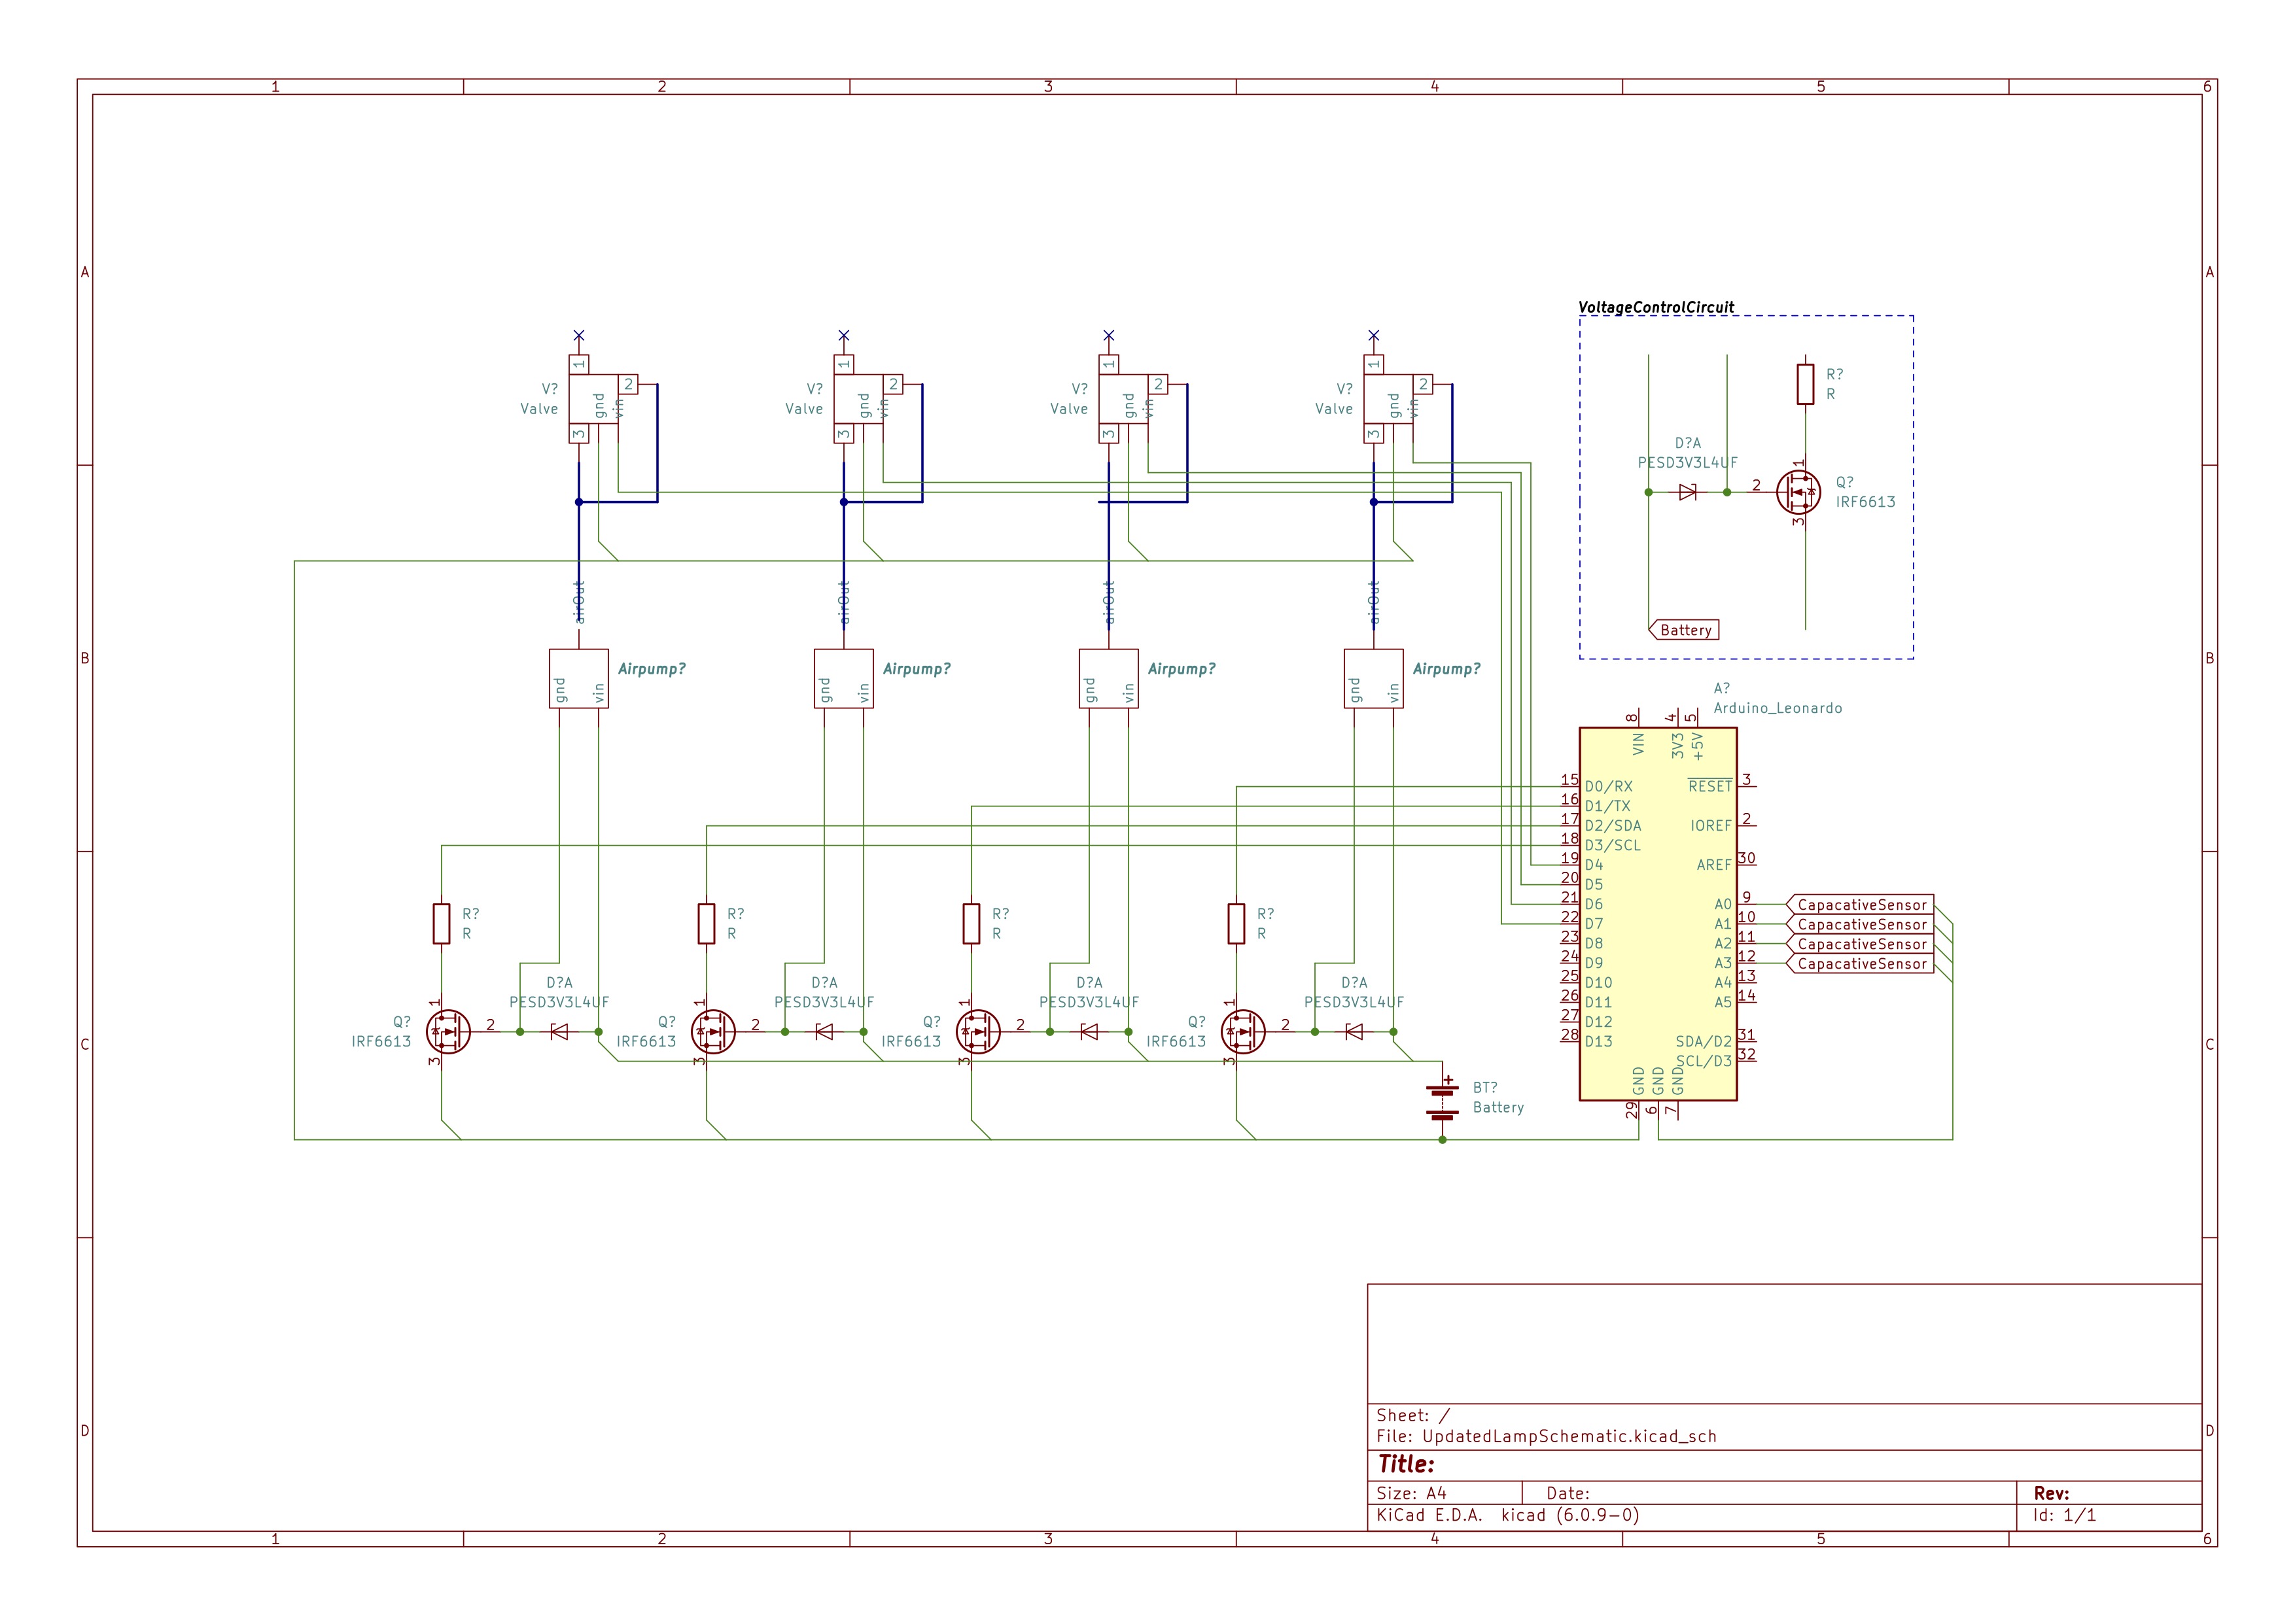 1 2 3 4 5 6
A A
VoltageControlCircuit
1 1 1 1
V? 2 V? 2 V? 2 V? 2
Valve Valve Valve Valve
gnd vin gnd vin gnd vin gnd vin
3 3 3 3
R?
R
D?A
PESD3V3L4UF
1
2
3
Q?
IRF6613
Battery
airOut airOut airOut airOut
B B
Airpump? Airpump? Airpump? Airpump?
gnd vin gnd vin gnd vin gnd vin
A?
Arduino_Leonardo
8 4 5
VIN 3V3 +5V
15 D0/RX RESET 3
16 D1/TX
17 D2/SDA IOREF 2
18 D3/SCL
19 D4 AREF 30
20 D5
21 D6 A0 9 CapacativeSensor
22 D7 A1 10 CapacativeSensor
23 D8 A2 11 CapacativeSensor
24 D9 A3 12 CapacativeSensor
25 D10 A4 13
26 D11 A5 14
27 D12
28 D13 SDA/D2 31
SCL/D3 32
GND GND GND
29 6 7
R? R? R? R?
R R R R
D?A D?A D?A D?A
PESD3V3L4UF PESD3V3L4UF PESD3V3L4UF PESD3V3L4UF
1 1 1 1
Q? 2 Q? 2 Q? 2 Q? 2
IRF6613 IRF6613 IRF6613 IRF6613
3 3 3 3
C C
+
BT?
Battery
D D
Sheet: /
File: UpdatedLampSchematic.kicad_sch
Title:
Size: A4 Date: Rev:
KiCad E.D.A. kicad (6.0.9-0) Id: 1/1
1 2 3 4 5 6